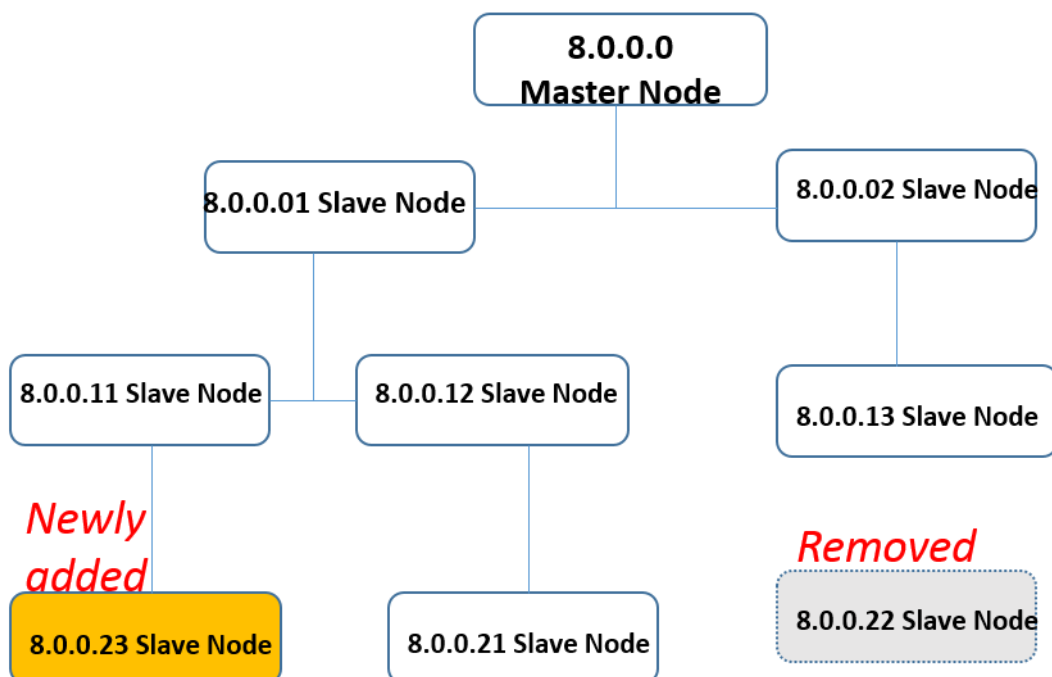 8.0.0.0
Master Node
8.0.0.01 Slave Node
8.0.0.02 Slave Node
8.0.0.11 Slave Node
8.0.0.12 Slave Node
8.0.0.13 Slave Node
Newly
added
Removed
8.0.0.23 Slave Node
8.0.0.21 Slave Node
8.0.0.22 Slave Node